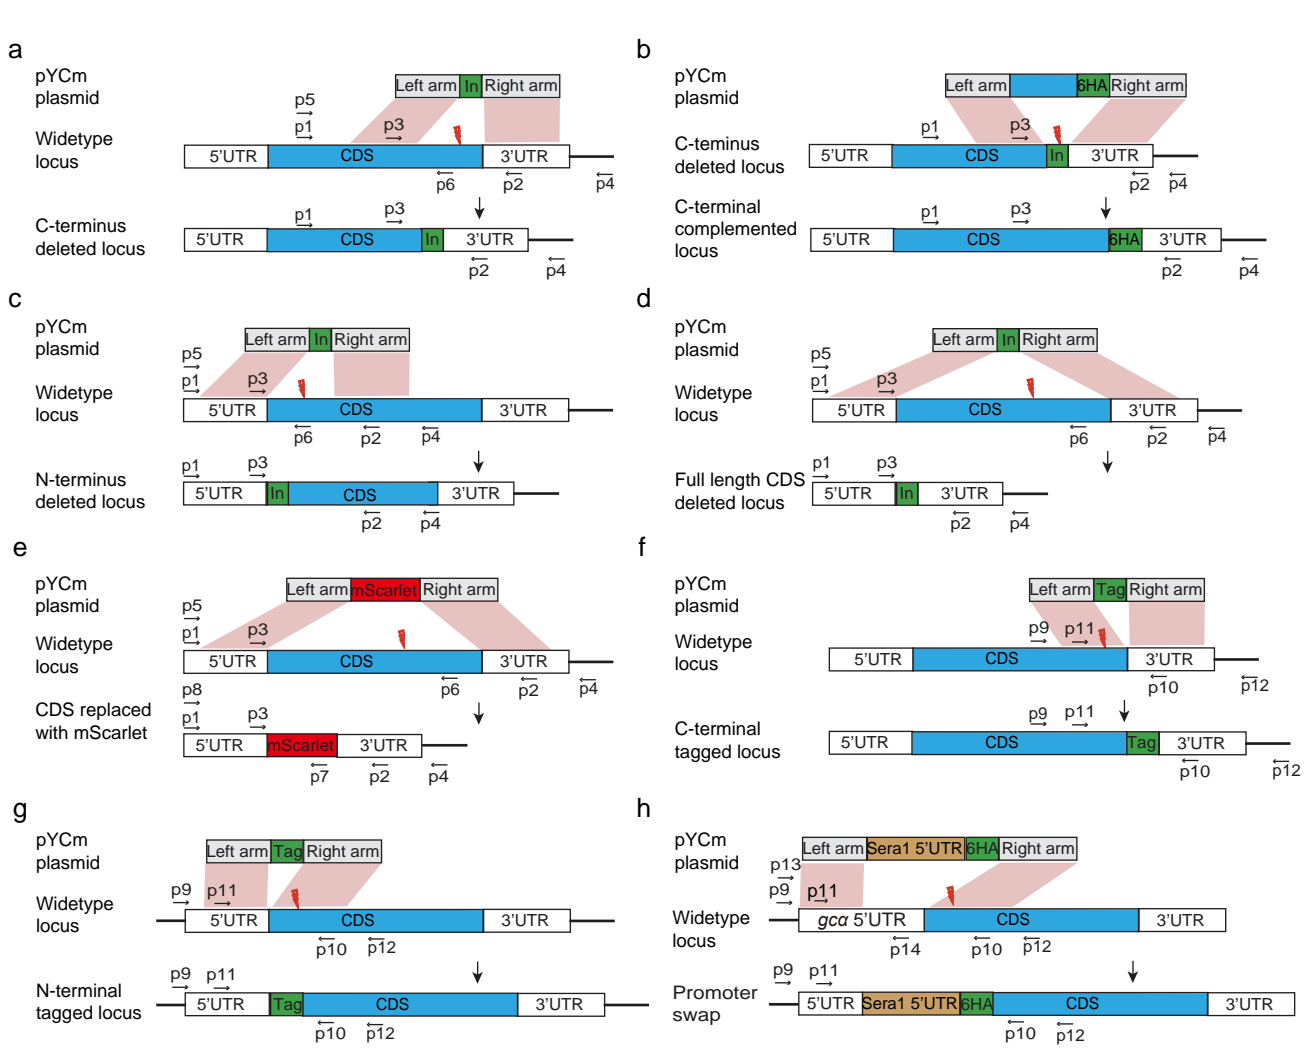 a
pYCm
plasmid
Left arm In Right arm
p5
p1 p3
Widetype
locus
5’UTR CDS 3’UTR
p6 p2 p4
C-terminus
deleted locus
p1 p3
5’UTR CDS In 3’UTR
p2 p4
b
pYCm
plasmid
Left arm 6HA Right arm
p1 p3
C-teminus
deleted locus
5’UTR CDS In 3’UTR
p2 p4
C-terminal
complemented
locus
p1 p3
5’UTR CDS 6HA 3’UTR
p2 p4
c
pYCm
plasmid
Left arm In Right arm
p5
p1 p3
Widetype
locus
5’UTR CDS 3’UTR
p6 p2 p4
N-terminus
deleted locus
p1 p3
5’UTR In CDS 3’UTR
p2 p4
d
pYCm
plasmid
Left arm In Right arm
p5
p1 p3
Widetype
locus
5’UTR CDS 3’UTR
p6 p2 p4
Full length CDS
deleted locus
p1 p3
5’UTR In 3’UTR
p2 p4
e
pYCm
plasmid
Left arm mScarlet Right arm
p5
p1 p3
Widetype
locus
5’UTR CDS 3’UTR
p6 p2 p4
CDS replaced
with mScarlet
p8
p1 p3
5’UTR mScarlet 3’UTR
p7 p2 p4
f
pYCm
plasmid
Left arm Tag Right arm
p9 p11
Widetype
locus
5’UTR CDS 3’UTR
p10 p12
C-terminal
tagged locus
p9 p11
5’UTR CDS Tag 3’UTR
p10 p12
g
pYCm
plasmid
Left arm Tag Right arm
p9 p11
Widetype
locus
5’UTR CDS 3’UTR
p10 p12
N-terminal
tagged locus
p9 p11
5’UTR Tag CDS 3’UTR
p10 p12
h
pYCm
plasmid
Left arm Sera1 5’UTR 6HA Right arm
p13
p9 p11
Widetype
locus
gcα 5’UTR CDS 3’UTR
p14 p10 p12
Promoter
swap
p9 p11
5’UTR Sera1 5’UTR 6HA CDS 3’UTR
p10 p12